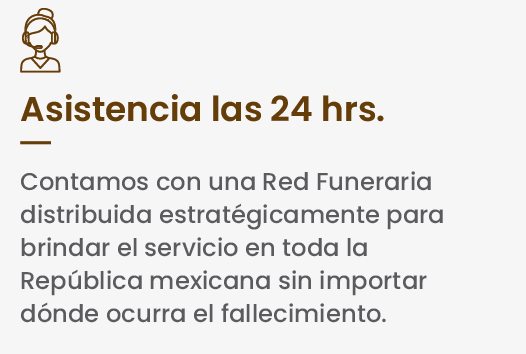 Asistencia las 24 hrs.
Contamos con una Red Funeraria
distribuida estratégicamente para
brindar el servicio en toda la
República mexicana sin importar
dónde ocurra el fallecimiento.